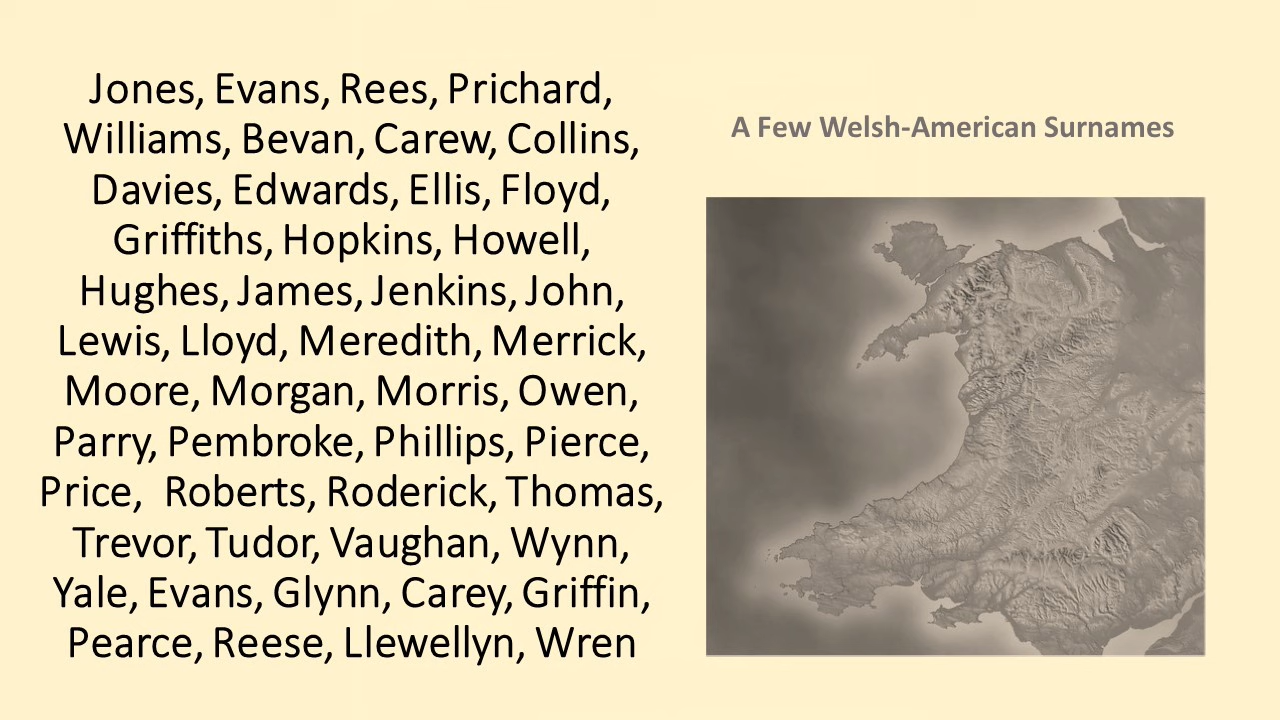 Jones, Evans, Rees, Prichard,
Williams, Bevan, Carew, Collins,
Davies, Edwards, Ellis, Floyd,
Griffiths, Hopkins, Howell,
Hughes, James, Jenkins, John,
Lewis, Lloyd, Meredith, Merrick,
Moore, Morgan, Morris, Owen,
Parry, Pembroke, Phillips, Pierce,
Price,  Roberts, Roderick, Thomas,
Trevor, Tudor, Vaughan, Wynn,
Yale, Evans, Glynn, Carey, Griffin,
Pearce, Reese, Llewellyn, Wren
A Few Welsh-American Surnames